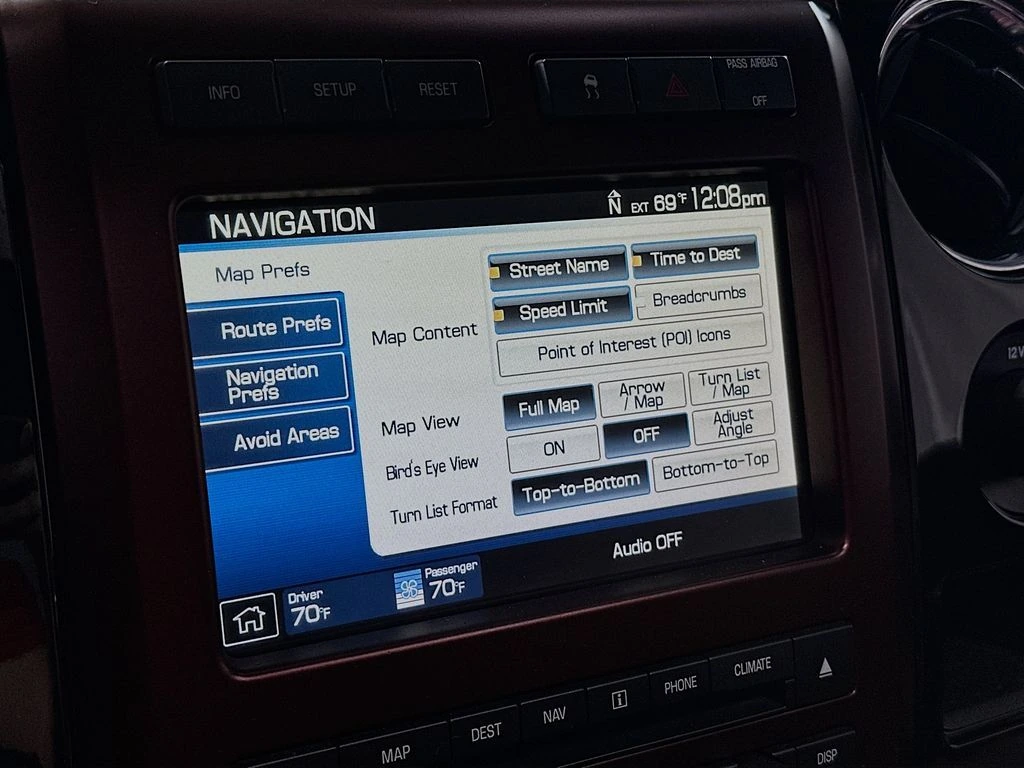 INFO SETUP RESET PASS AIRBAG
OFF
NAVIGATION N EXT 69°F 12:08pm
Map Prefs
Route Prefs
Navigation
Prefs
Avoid Areas
Map Content
Street Name Time to Dest
Speed Limit Breadcrumbs
Point of Interest (POI) Icons
Map View
Full Map Arrow
/ Map Turn List
/ Map
Bird's Eye View
ON OFF Adjust
Angle
Turn List Format
Top-to-Bottom Bottom-to-Top
Audio OFF
Driver
70°F
Passenger
70°F
12V
MAP DEST NAV i PHONE CLIMATE
DISP